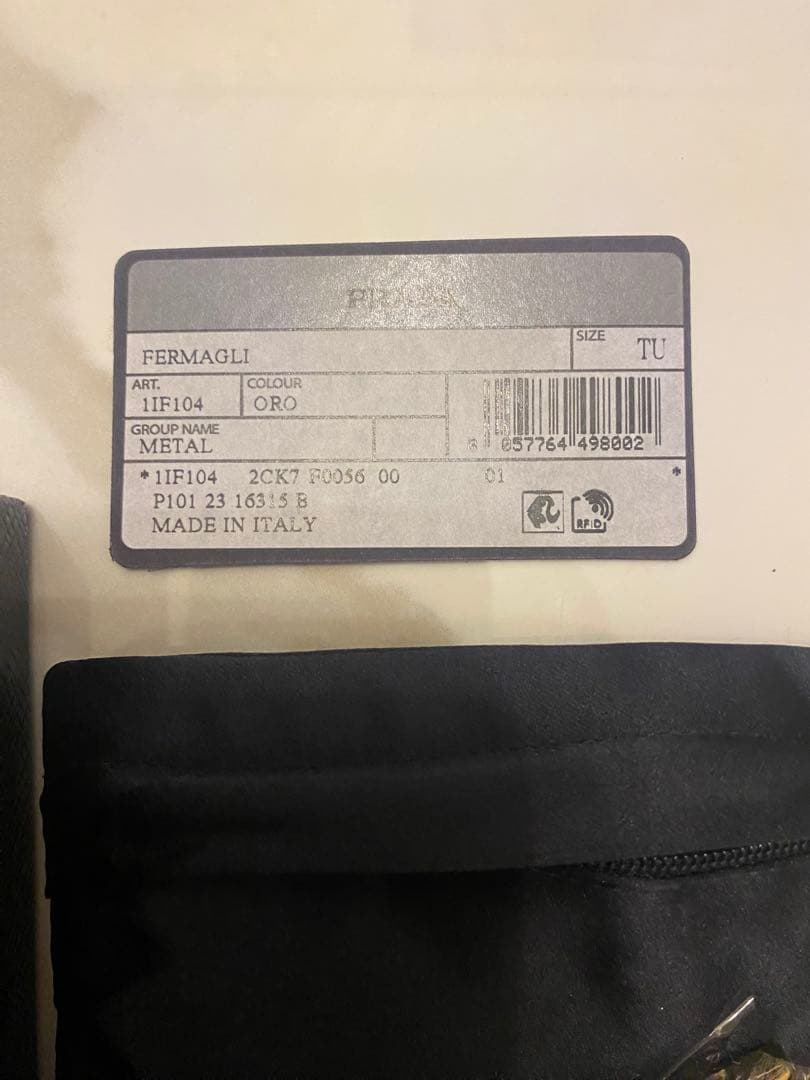 PRADA
FERMAGLI
SIZE
TU
ART.
1IF104
COLOUR
ORO
GROUP NAME
METAL
8 057764 498002
*1IF104 2CK7 F0056 00 01 *
P101 23 16315 B
MADE IN ITALY
RFID